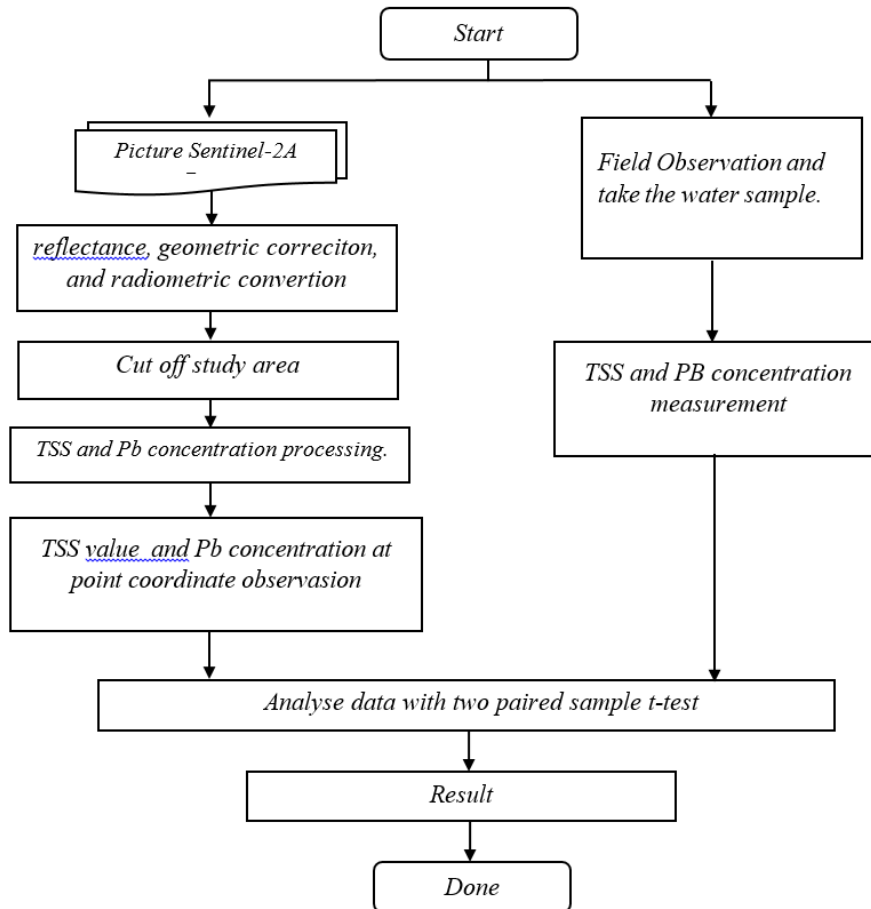 Start
Picture Sentinel-2A
–
reflectance, geometric correciton,
and radiometric convertion
Cut off study area
TSS and Pb concentration processing.
TSS value and Pb concentration at
point coordinate observasion
Field Observation and
take the water sample.
TSS and PB concentration
measurement
Analyse data with two paired sample t-test
Result
Done